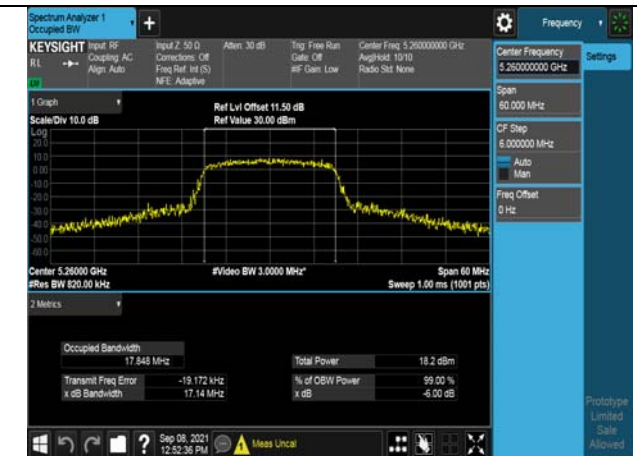 Spectrum Analyzer 1
Occupied BW
Frequency
KEYSIGHT Input: RF
RL Coupling: AC
Align: Auto
Input Z: 50 Ω
Corrections: Off
Freq Ref: Int (S)
NFE: Adaptive
Atten: 30 dB
Trig: Free Run
Gate: Off
#IF Gain: Low
Center Freq: 5.260000000 GHz
Avg|Hold: 10/10
Radio Std: None
1 Graph
Scale/Div 10.0 dB
Ref Lvl Offset 11.50 dB
Ref Value 30.00 dBm
Log
20.0
10.0
0.00
-10.0
-20.0
-30.0
-40.0
-50.0
-60.0
Center 5.26000 GHz
#Res BW 820.00 kHz
#Video BW 3.0000 MHz*
Span 60 MHz
Sweep 1.00 ms (1001 pts)
2 Metrics
Occupied Bandwidth
17.848 MHz
Total Power 18.2 dBm
Transmit Freq Error -19.172 kHz
% of OBW Power 99.00 %
x dB Bandwidth 17.14 MHz
x dB -6.00 dB
Sep 08, 2021
12:52:36 PM
Meas Uncal
Center Frequency
5.260000000 GHz
Settings
Span
60.000 MHz
CF Step
6.000000 MHz
Auto
Man
Freq Offset
0 Hz
Prototype
Limited
Sale
Allowed